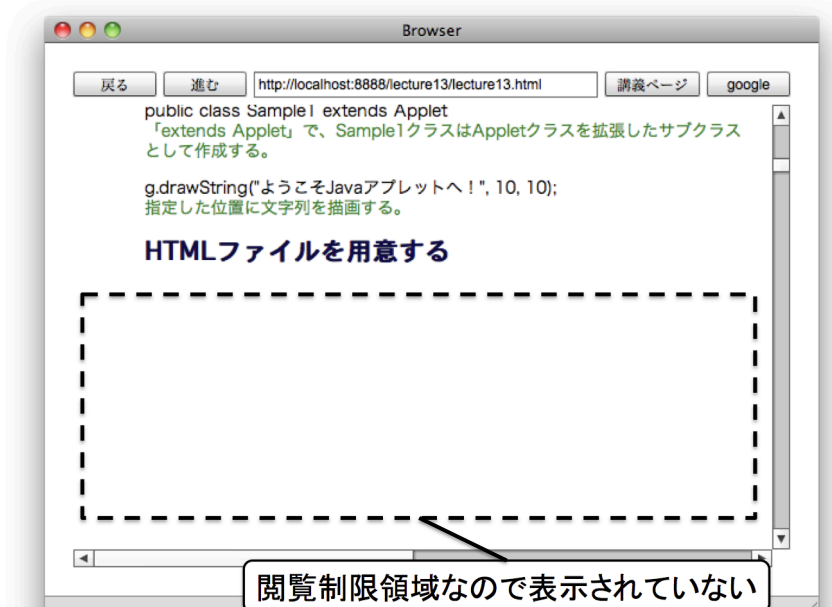 Browser
戻る 進む http://localhost:8888/lecture13/lecture13.html 講義ページ google
public class Sample1 extends Applet
「extends Applet」で、Sample1クラスはAppletクラスを拡張したサブクラス
として作成する。
g.drawString("ようこそJavaアプレットへ！", 10, 10);
指定した位置に文字列を描画する。
HTMLファイルを用意する
閲覧制限領域なので表示されていない